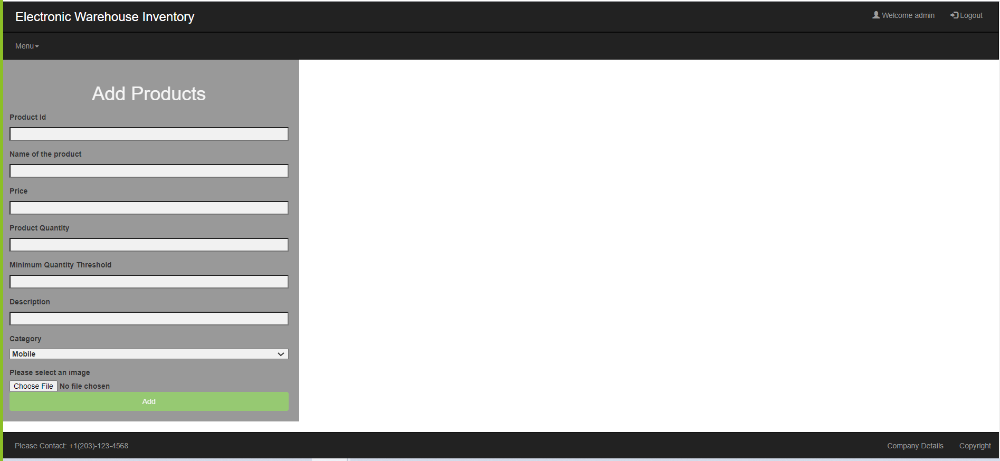 Electronic Warehouse Inventory
Welcome admin
Logout
Menu
Add Products
Product Id
Name of the product
Price
Product Quantity
Minimum Quantity Threshold
Description
Category
Mobile
Please select an image
Choose File No file chosen
Add
Please Contact: +1(203)-123-4568
Company Details
Copyright